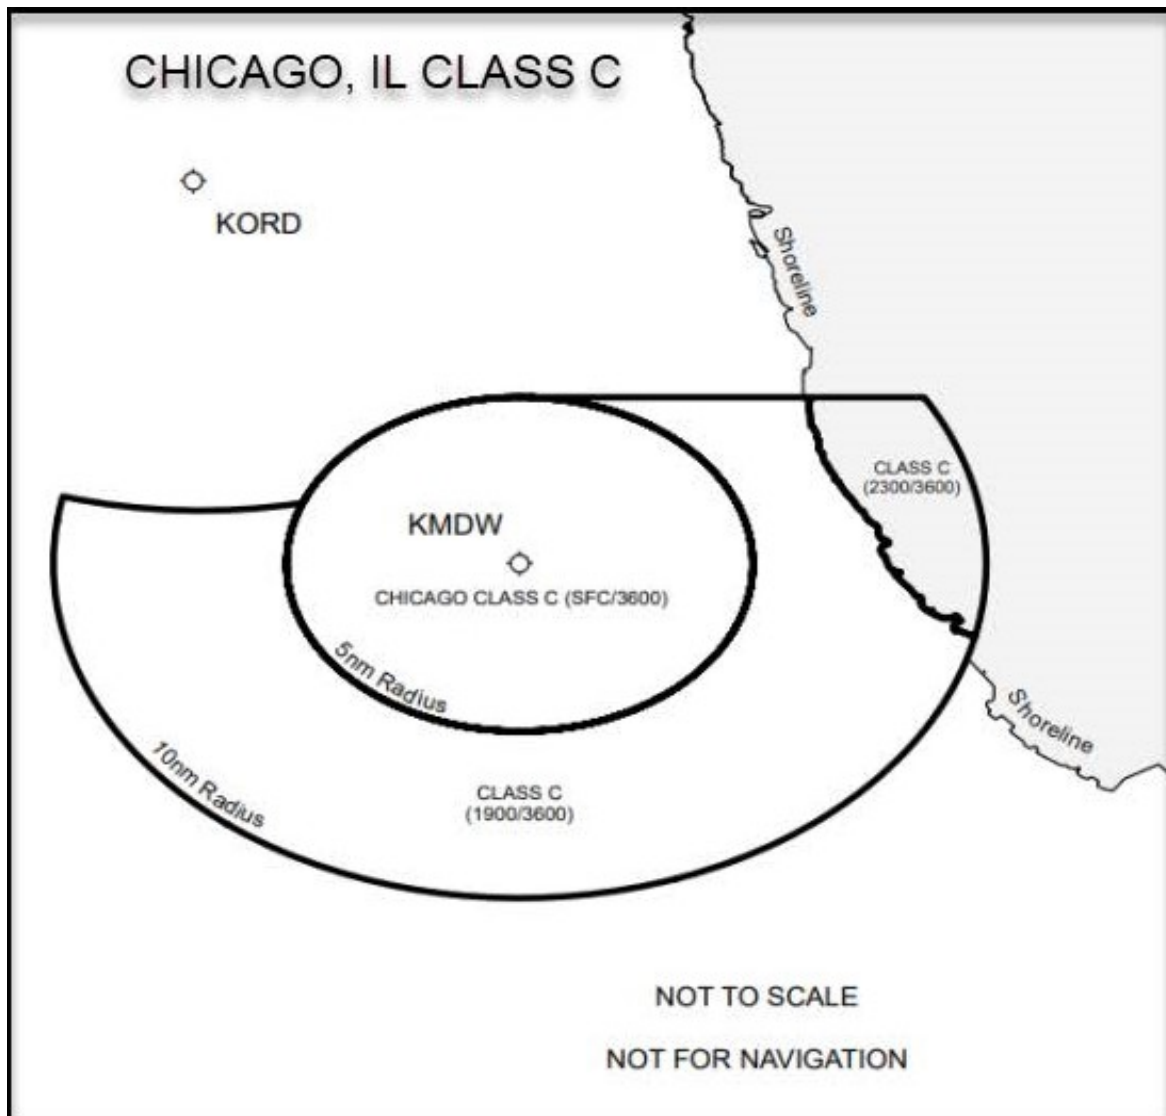 CHICAGO, IL CLASS C
KORD
Shoreline
CLASS C
(2300/3600)
KMDW
CHICAGO CLASS C (SFC/3600)
5nm Radius
Shoreline
10nm Radius
CLASS C
(1900/3600)
NOT TO SCALE
NOT FOR NAVIGATION